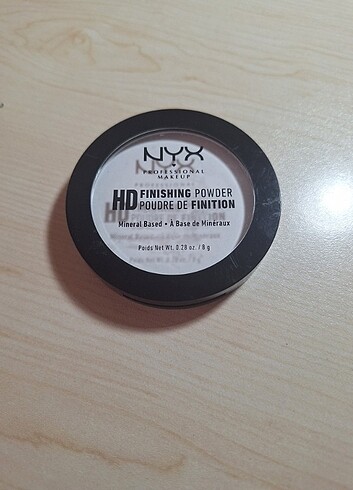 NYX
PROFESSIONAL
MAKEUP
HD FINISHING POWDER
POUDRE DE FINITION
Mineral Based • À Base de Minéraux
Poids Net Wt. 0.28 oz. / 8 g